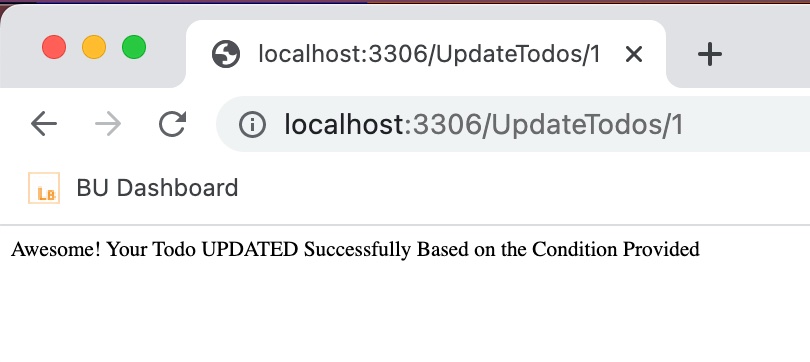 localhost:3306/UpdateTodos/1
localhost:3306/UpdateTodos/1
LB BU Dashboard
Awesome! Your Todo UPDATED Successfully Based on the Condition Provided